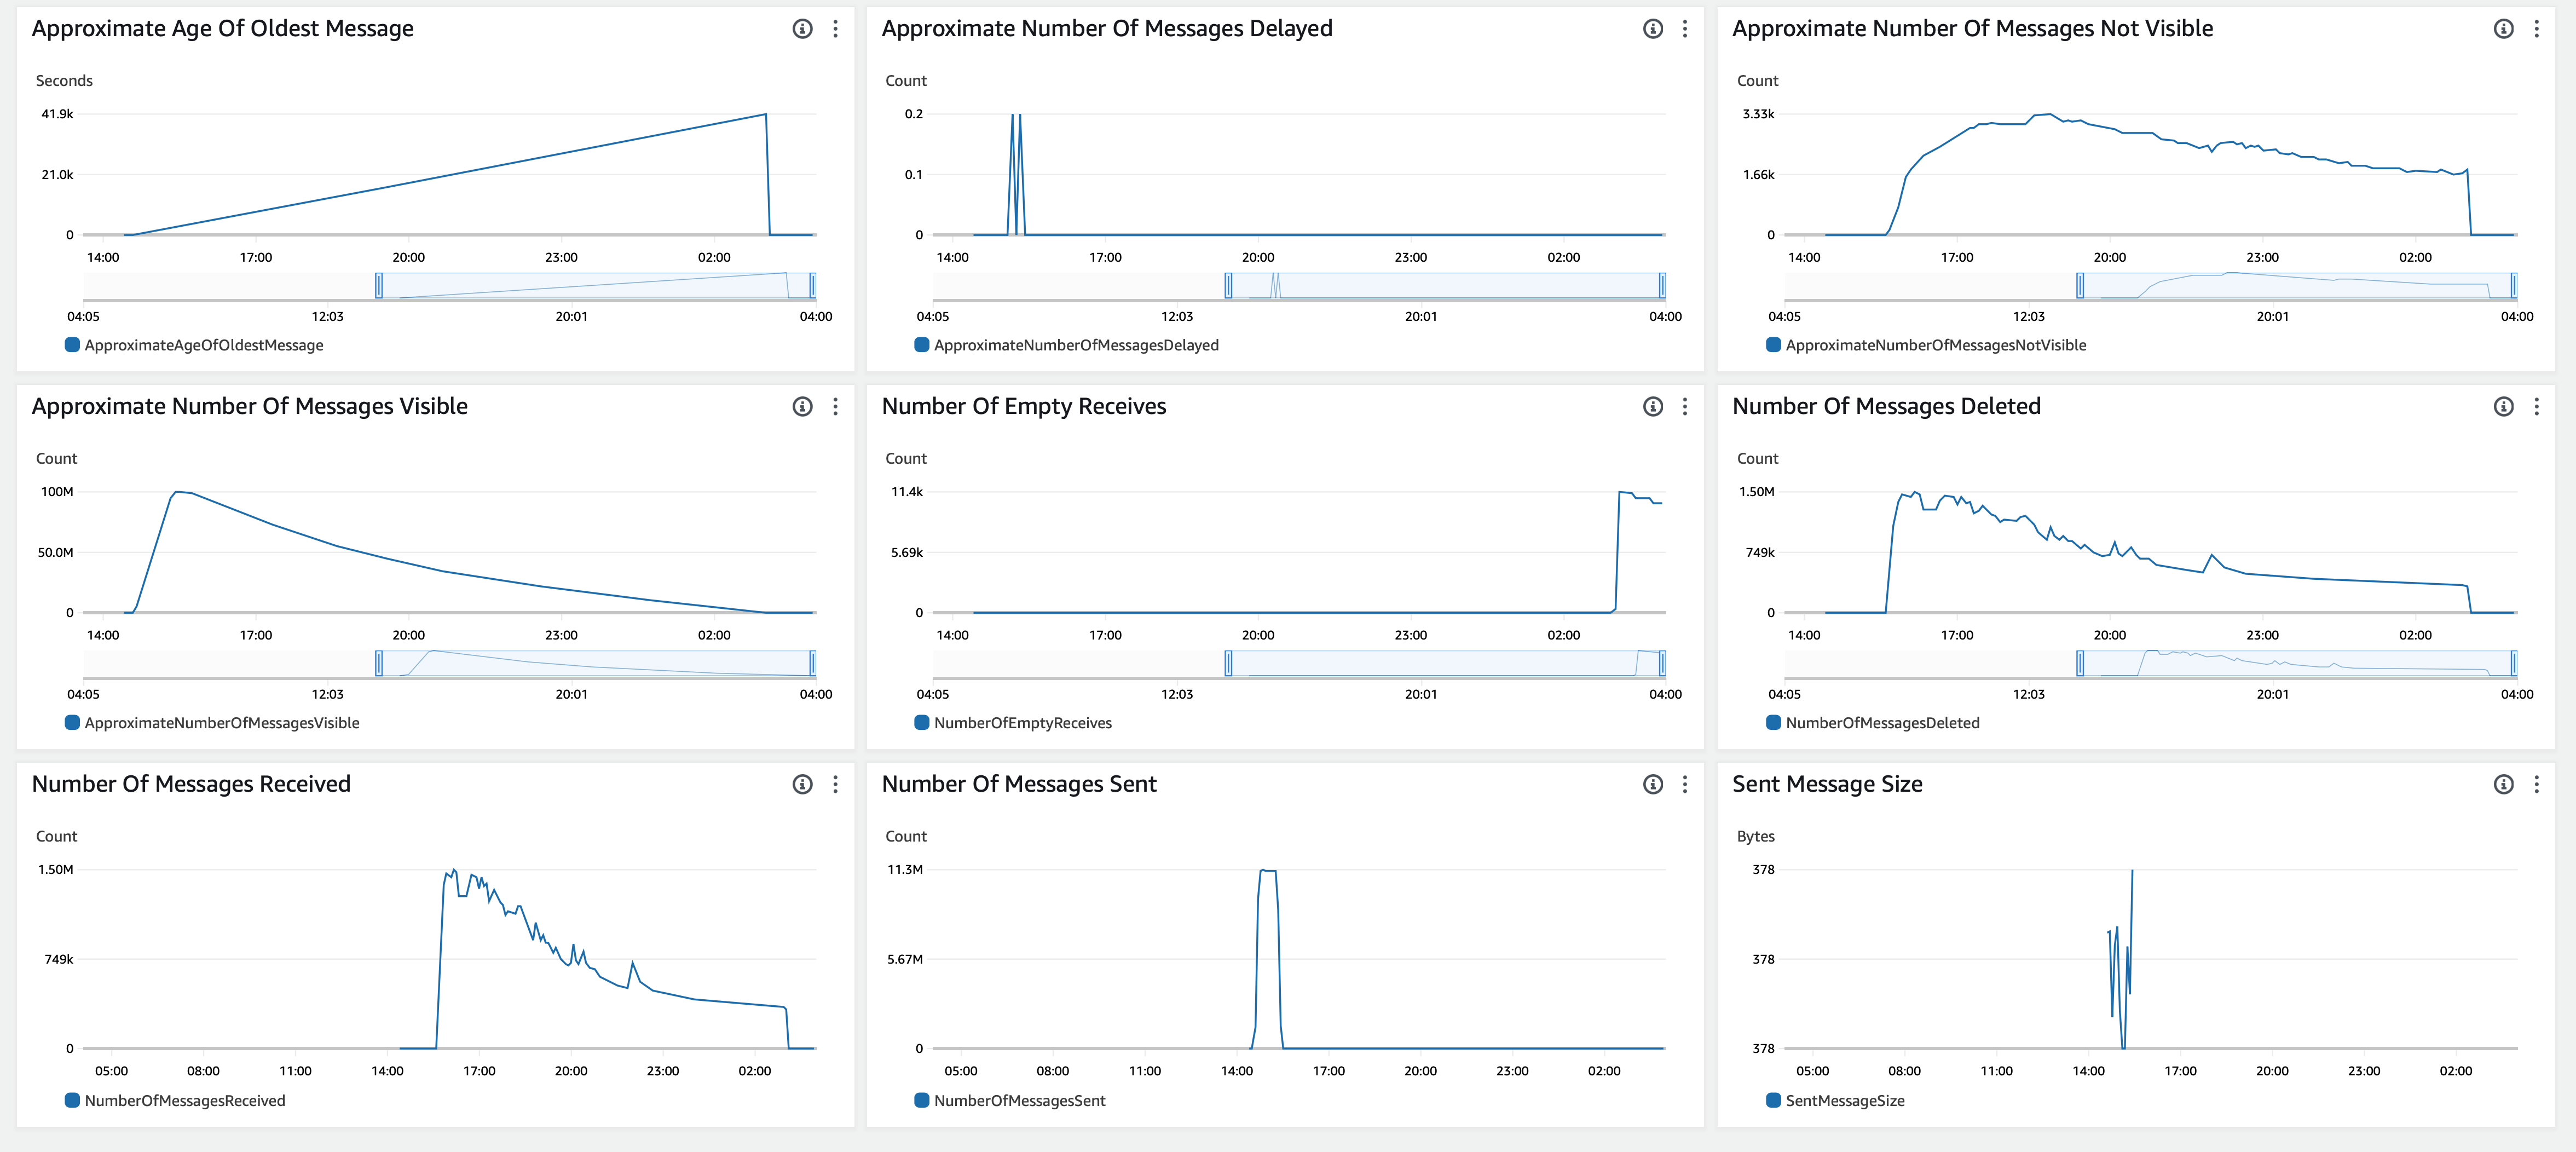 Approximate Age Of Oldest Message
Seconds
41.9k
21.0k
0
14:00 17:00 20:00 23:00 02:00
04:05 12:03 20:01 04:00
ApproximateAgeOfOldestMessage
Approximate Number Of Messages Delayed
Count
0.2
0.1
0
14:00 17:00 20:00 23:00 02:00
04:05 12:03 20:01 04:00
ApproximateNumberOfMessagesDelayed
Approximate Number Of Messages Not Visible
Count
3.33k
1.66k
0
14:00 17:00 20:00 23:00 02:00
04:05 12:03 20:01 04:00
ApproximateNumberOfMessagesNotVisible
Approximate Number Of Messages Visible
Count
100M
50.0M
0
14:00 17:00 20:00 23:00 02:00
04:05 12:03 20:01 04:00
ApproximateNumberOfMessagesVisible
Number Of Empty Receives
Count
11.4k
5.69k
0
14:00 17:00 20:00 23:00 02:00
04:05 12:03 20:01 04:00
NumberOfEmptyReceives
Number Of Messages Deleted
Count
1.50M
749k
0
14:00 17:00 20:00 23:00 02:00
04:05 12:03 20:01 04:00
NumberOfMessagesDeleted
Number Of Messages Received
Count
1.50M
749k
0
05:00 08:00 11:00 14:00 17:00 20:00 23:00 02:00
NumberOfMessagesReceived
Number Of Messages Sent
Count
11.3M
5.67M
0
05:00 08:00 11:00 14:00 17:00 20:00 23:00 02:00
NumberOfMessagesSent
Sent Message Size
Bytes
378
378
378
05:00 08:00 11:00 14:00 17:00 20:00 23:00 02:00
SentMessageSize